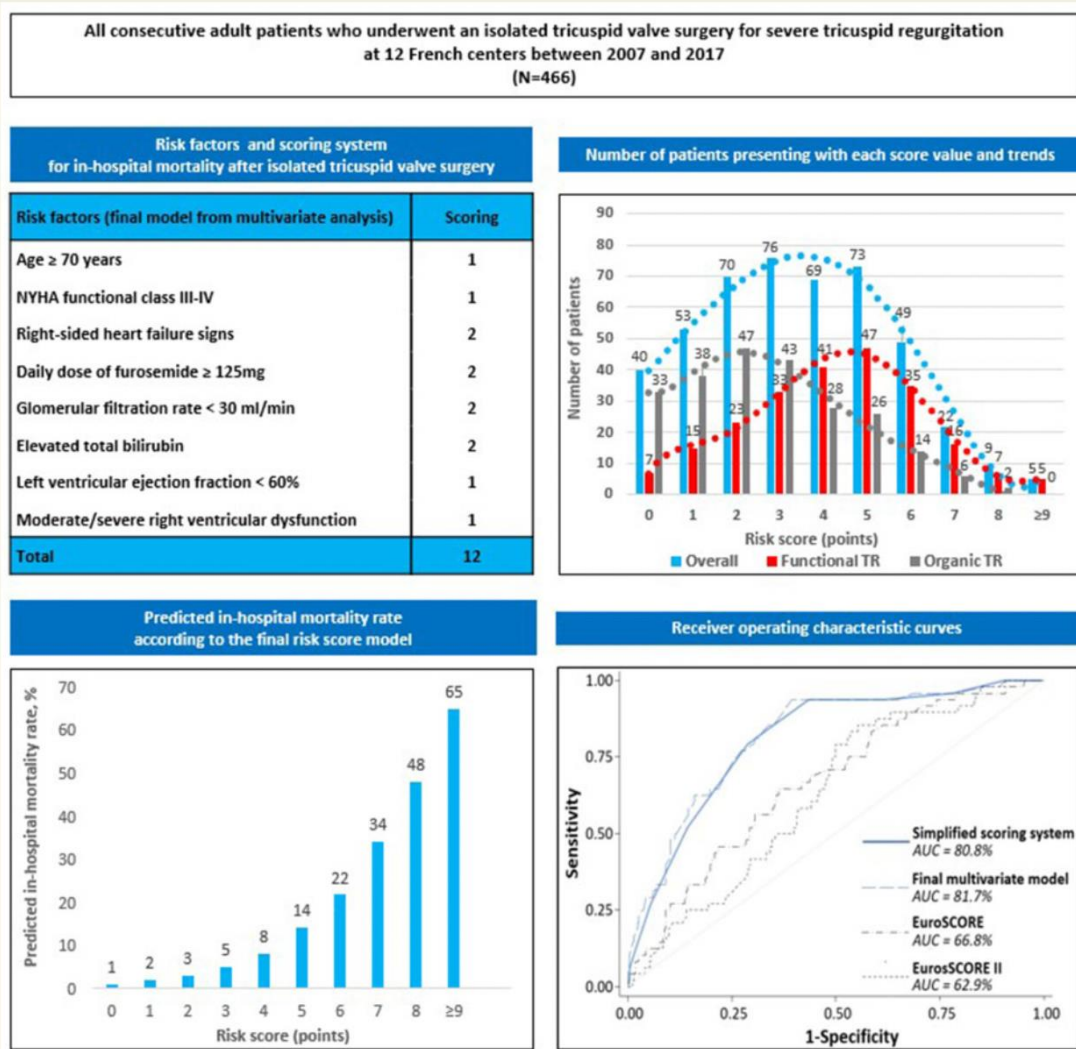 All consecutive adult patients who underwent an isolated tricuspid valve surgery for severe tricuspid regurgitation
at 12 French centers between 2007 and 2017
(N=466)
Risk factors and scoring system
for in-hospital mortality after isolated tricuspid valve surgery
Risk factors (final model from multivariate analysis) Scoring
Age ≥ 70 years 1
NYHA functional class III-IV 1
Right-sided heart failure signs 2
Daily dose of furosemide ≥ 125mg 2
Glomerular filtration rate < 30 ml/min 2
Elevated total bilirubin 2
Left ventricular ejection fraction < 60% 1
Moderate/severe right ventricular dysfunction 1
Total 12
Number of patients presenting with each score value and trends
Number of patients
90
80
70
60
50
40
30
20
10
0
40 7 33
53 15 38
70 23 47
76 33 43
69 41 28
73 47 26
49 35 14
22 16 6
9 7 2
5 5 0
0 1 2 3 4 5 6 7 8 ≥9
Risk score (points)
Overall Functional TR Organic TR
Predicted in-hospital mortality rate
according to the final risk score model
Predicted in-hospital mortality rate, %
70
60
50
40
30
20
10
0
1 2 3 5 8 14 22 34 48 65
0 1 2 3 4 5 6 7 8 ≥9
Risk score (points)
Receiver operating characteristic curves
Sensitivity
1.00
0.75
0.50
0.25
0.00
Simplified scoring system
AUC = 80.8%
Final multivariate model
AUC = 81.7%
EuroSCORE
AUC = 66.8%
EurosSCORE II
AUC = 62.9%
0.00 0.25 0.50 0.75 1.00
1-Specificity